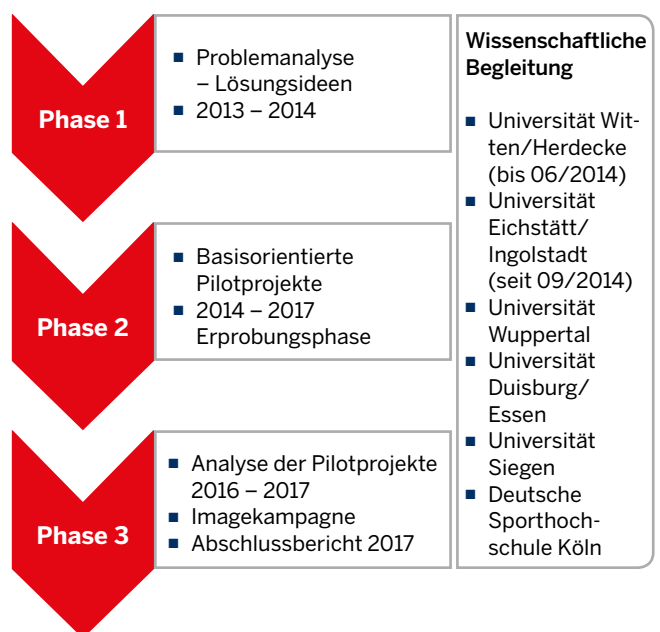 Phase 1
■ Problemanalyse
– Lösungsideen
■ 2013 – 2014
Phase 2
■ Basisorientierte
Pilotprojekte
■ 2014 – 2017
Erprobungsphase
Phase 3
■ Analyse der Pilotprojekte
2016 – 2017
■ Imagekampagne
■ Abschlussbericht 2017
Wissenschaftliche
Begleitung
■ Universität Wit-
ten/Herdecke
(bis 06/2014)
■ Universität
Eichstätt/
Ingolstadt
(seit 09/2014)
■ Universität
Wuppertal
■ Universität
Duisburg/
Essen
■ Universität
Siegen
■ Deutsche
Sporthoch-
schule Köln